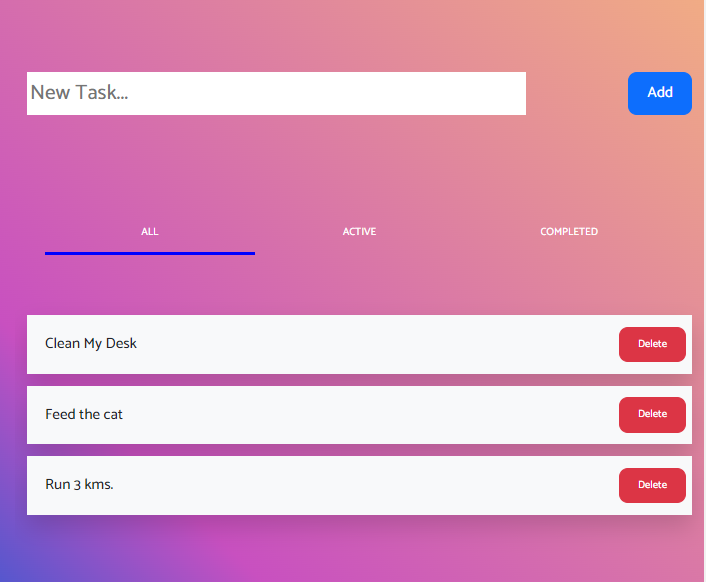 New Task...
Add
ALL
ACTIVE
COMPLETED
Clean My Desk
Delete
Feed the cat
Delete
Run 3 kms.
Delete